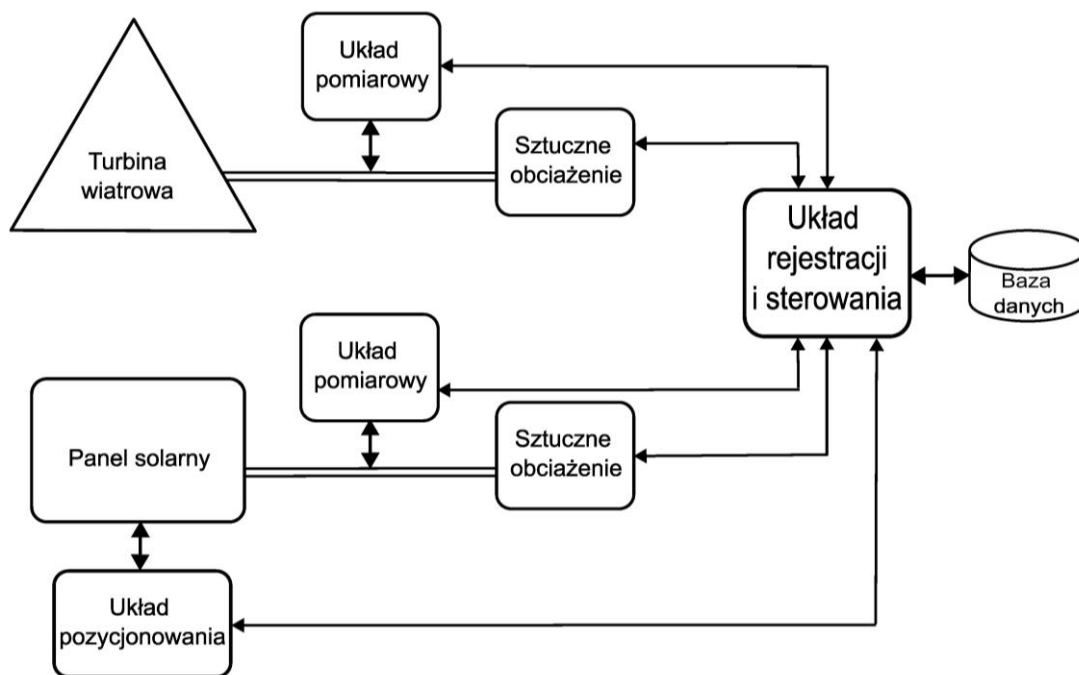 Układ
pomiarowy
Turbina
wiatrowa
Sztuczne
obciażenie
Układ
rejestracji
i sterowania
Baza
danych
Układ
pomiarowy
Panel solarny
Sztuczne
obciażenie
Układ
pozycjonowania